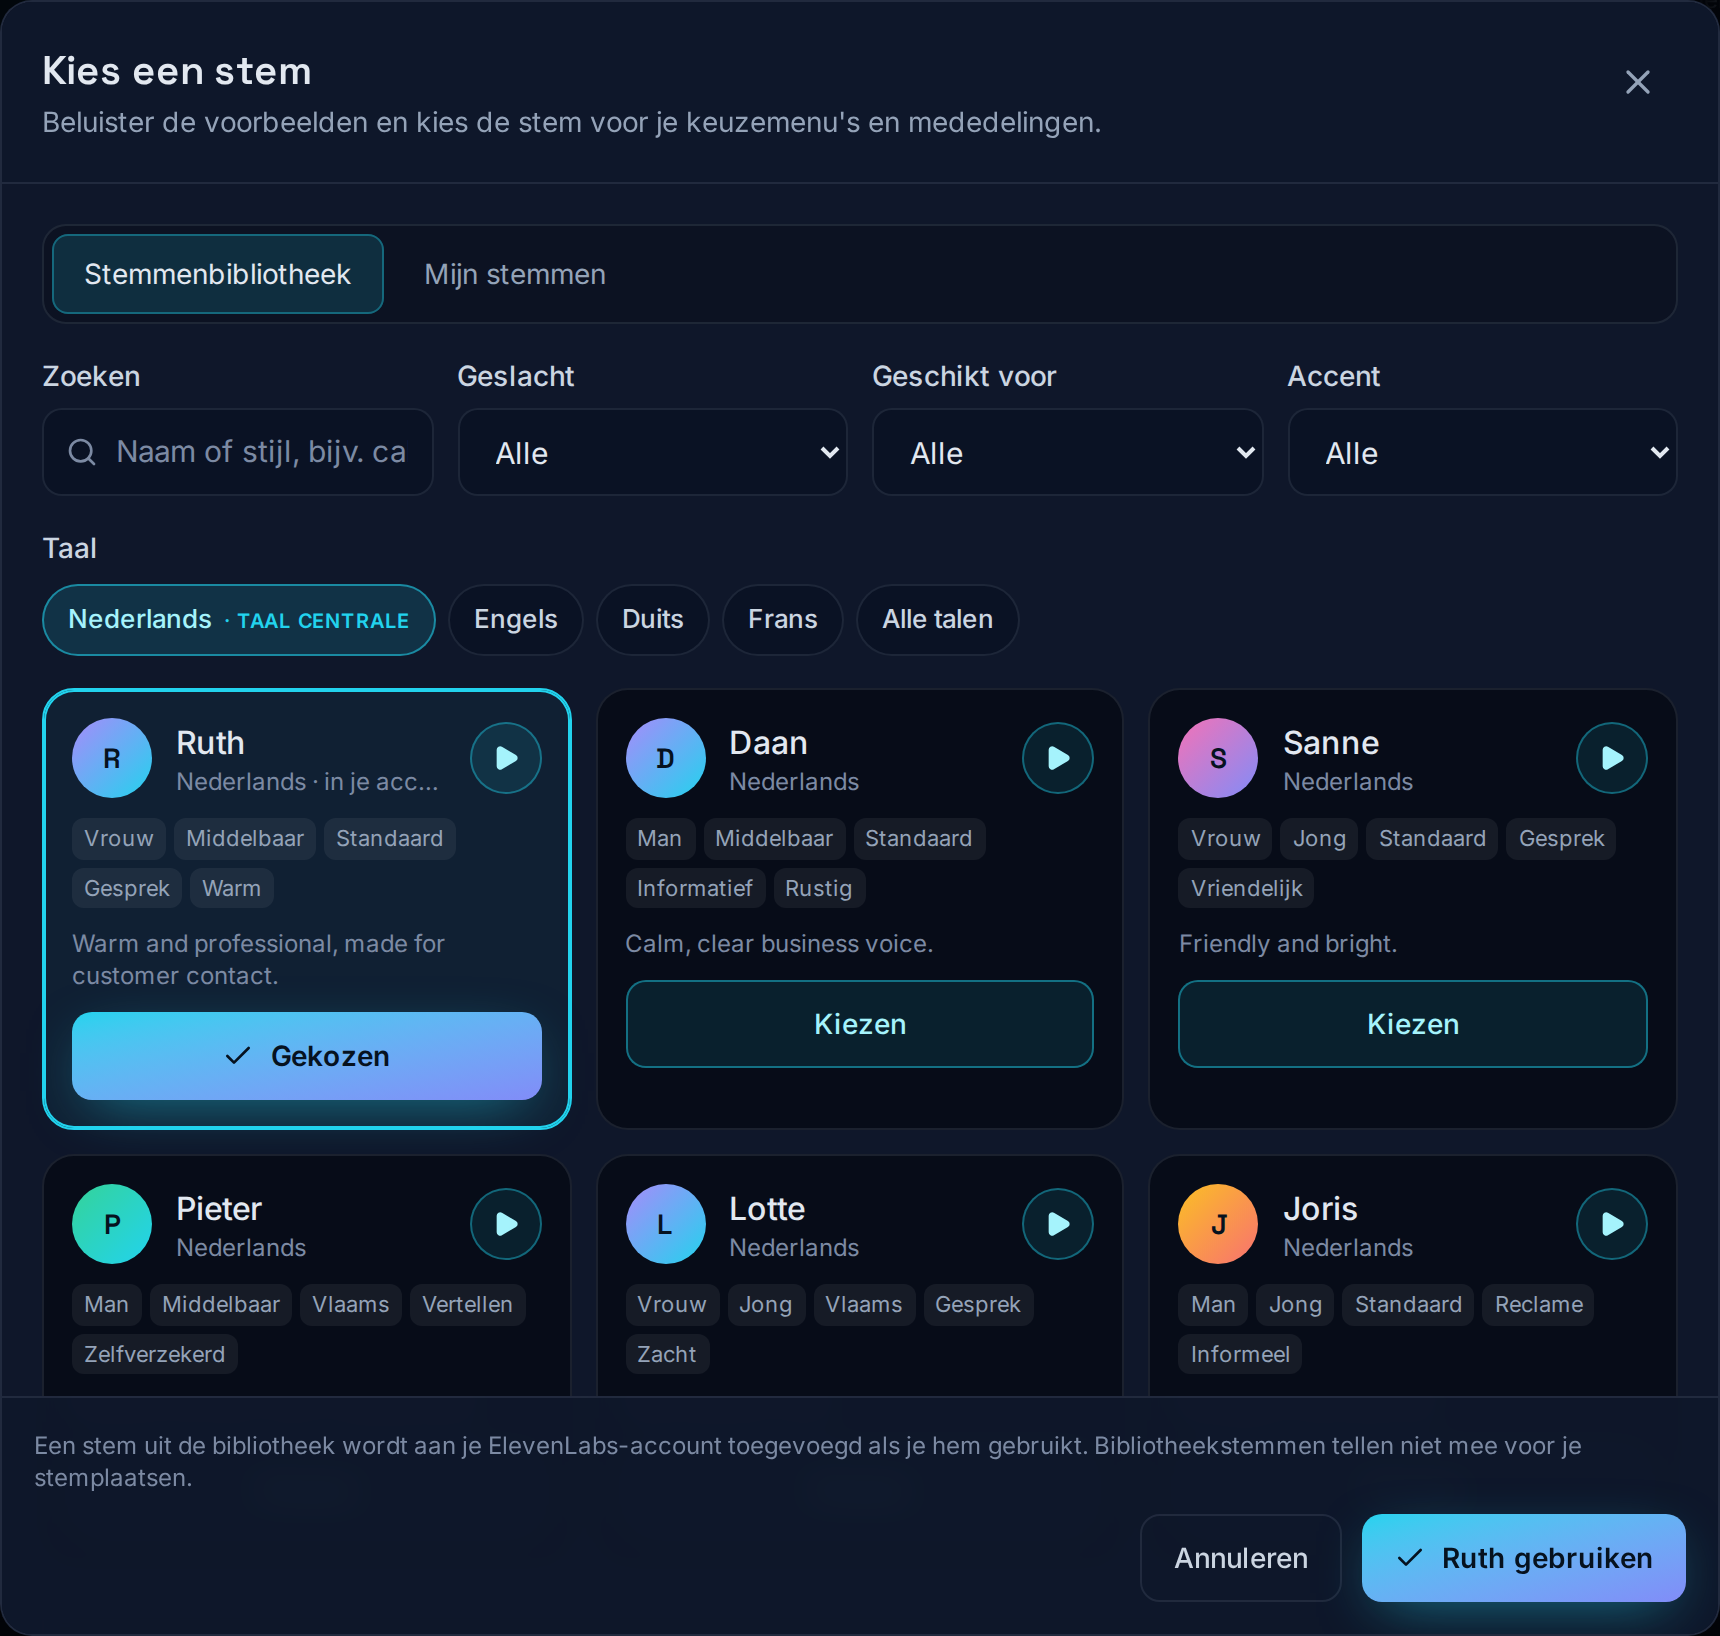 Kies een stem
Beluister de voorbeelden en kies de stem voor je keuzemenu's en mededelingen.
Stemmenbibliotheek
Mijn stemmen
Zoeken
Geslacht
Geschikt voor
Accent
Naam of stijl, bijv. ca
Alle
Alle
Alle
Taal
Nederlands · TAAL CENTRALE
Engels
Duits
Frans
Alle talen
R
Ruth
Nederlands · in je acc...
Vrouw Middelbaar Standaard
Gesprek Warm
Warm and professional, made for
customer contact.
Gekozen
D
Daan
Nederlands
Man Middelbaar Standaard
Informatief Rustig
Calm, clear business voice.
Kiezen
S
Sanne
Nederlands
Vrouw Jong Standaard Gesprek
Vriendelijk
Friendly and bright.
Kiezen
P
Pieter
Nederlands
Man Middelbaar Vlaams Vertellen
Zelfverzekerd
L
Lotte
Nederlands
Vrouw Jong Vlaams Gesprek
Zacht
J
Joris
Nederlands
Man Jong Standaard Reclame
Informeel
Een stem uit de bibliotheek wordt aan je ElevenLabs-account toegevoegd als je hem gebruikt. Bibliotheekstemmen tellen niet mee voor je
stemplaatsen.
Annuleren
Ruth gebruiken